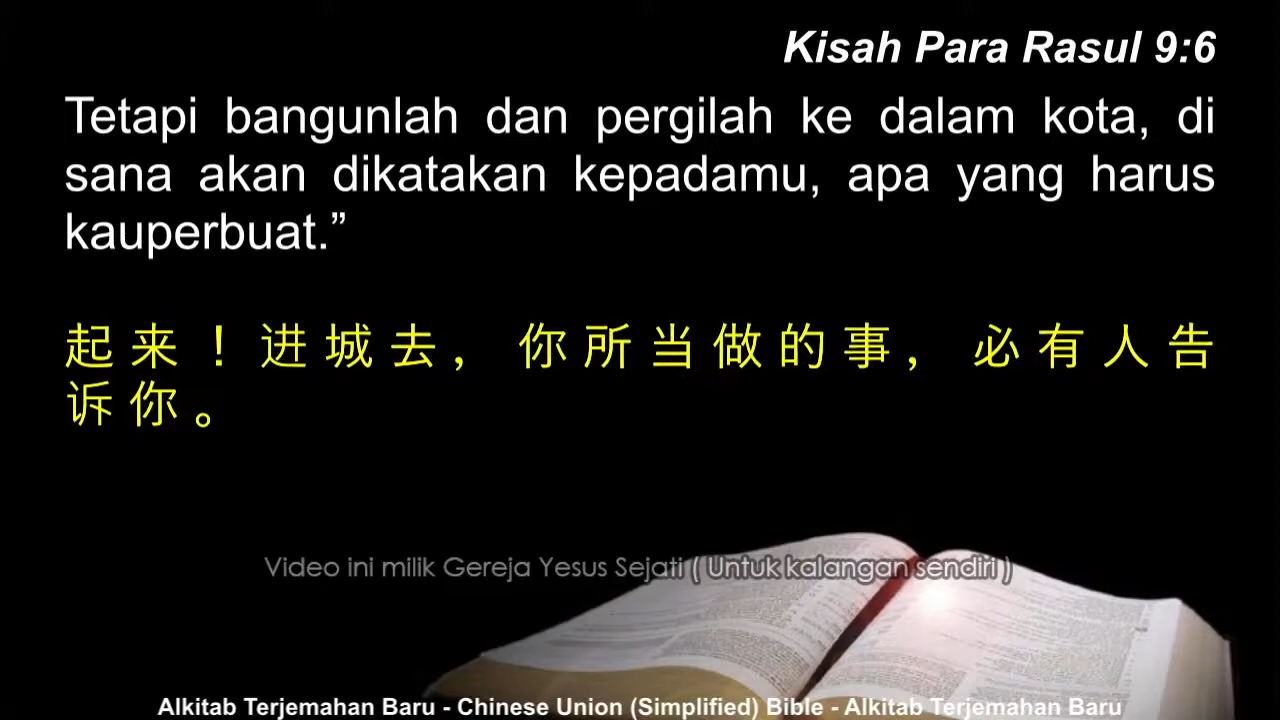 Kisah Para Rasul 9:6
Tetapi bangunlah dan pergilah ke dalam kota, di
sana akan dikatakan kepadamu, apa yang harus
kauperbuat.”
起来！进城去，你所当做的事，必有人告
诉你。
Video ini milik Gereja Yesus Sejati ( Untuk kalangan sendiri )
Alkitab Terjemahan Baru - Chinese Union (Simplified) Bible - Alkitab Terjemahan Baru